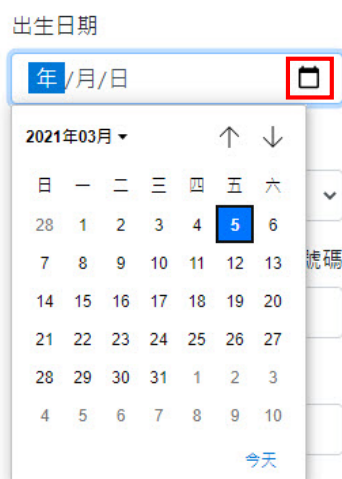 出生日期
年/月/日
2021年03月
日 一 二 三 四 五 六
28 1 2 3 4 5 6
7 8 9 10 11 12 13
號碼
14 15 16 17 18 19 20
21 22 23 24 25 26 27
28 29 30 31 1 2 3
4 5 6 7 8 9 10
今天